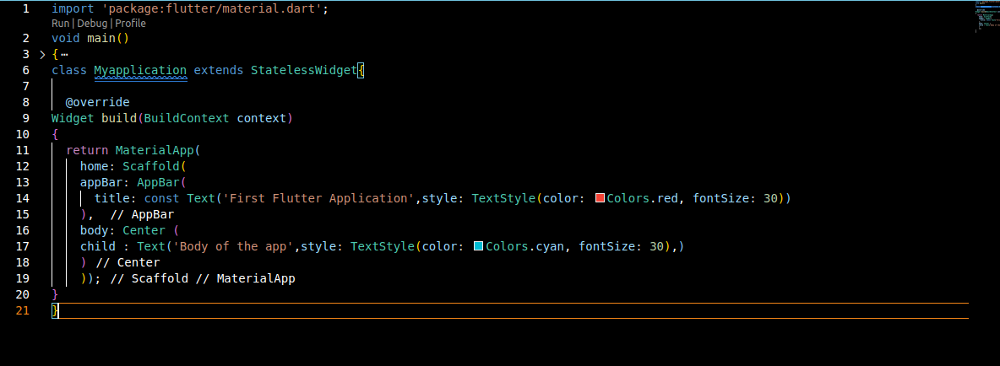 1 import 'package:flutter/material.dart';
Run | Debug | Profile
2 void main()
3 > {⋯
6 class Myapplication extends StatelessWidget{
7
8 @override
9 Widget build(BuildContext context)
10 {
11 return MaterialApp(
12 home: Scaffold(
13 appBar: AppBar(
14 title: const Text('First Flutter Application',style: TextStyle(color: Colors.red, fontSize: 30))
15 ), // AppBar
16 body: Center (
17 child : Text('Body of the app',style: TextStyle(color: Colors.cyan, fontSize: 30),)
18 ) // Center
19 )); // Scaffold // MaterialApp
20 }
21 }